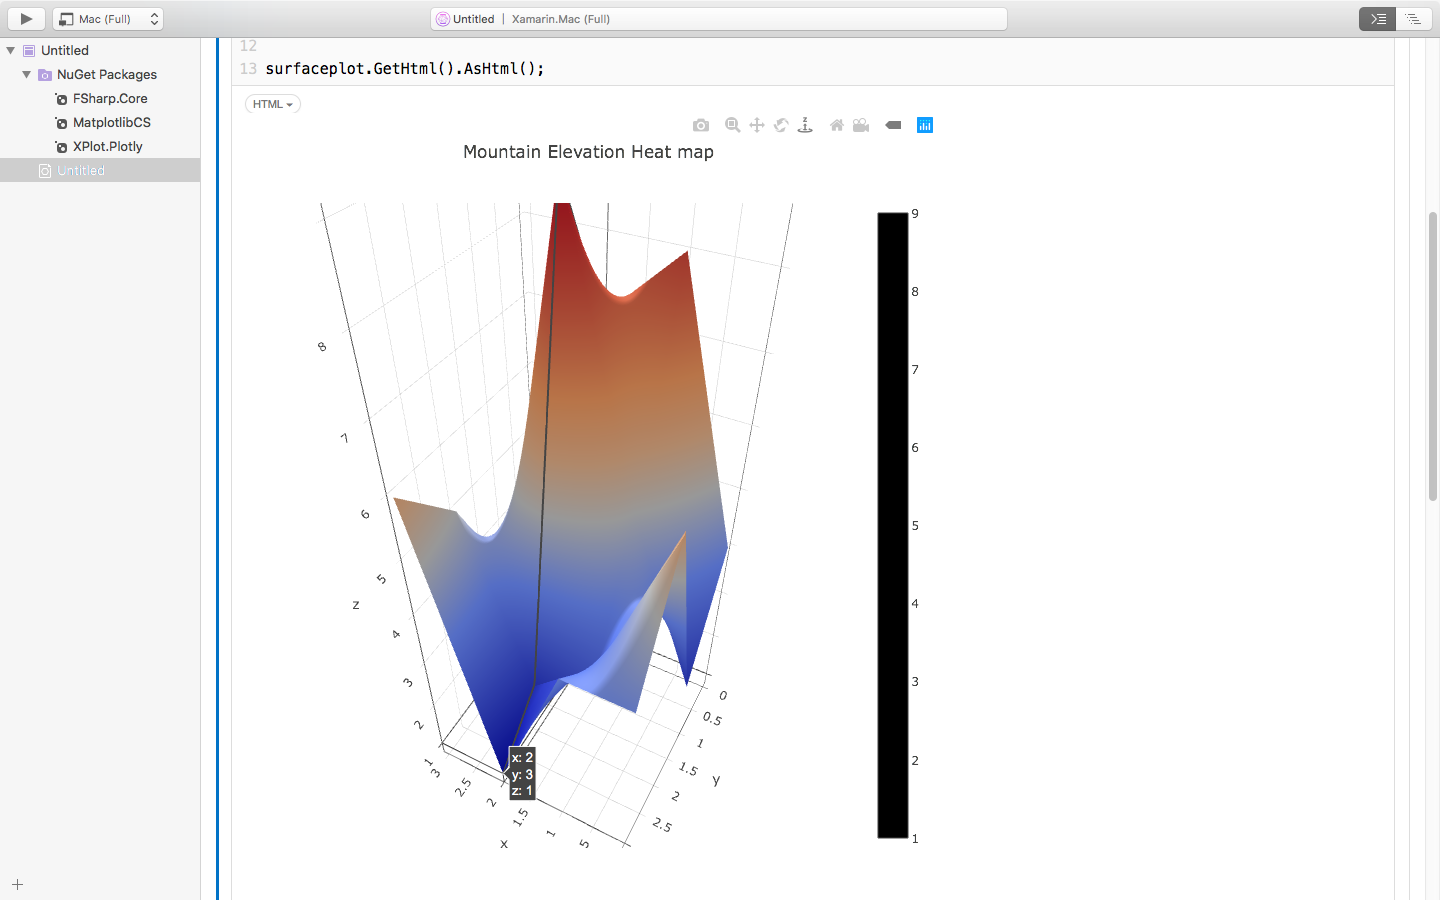 Mac (Full)
Untitled | Xamarin.Mac (Full)
Untitled
NuGet Packages
FSharp.Core
MatplotlibCS
XPlot.Plotly
Untitled
12
13 surfaceplot.GetHtml().AsHtml();
HTML
z
Mountain Elevation Heat map
8
7
6
5
4
3
2
1
z
3
2.5
2
1.5
1
5
x
0
0.5
1
1.5
2
2.5
y
x: 2
y: 3
z: 1
9
8
7
6
5
4
3
2
1